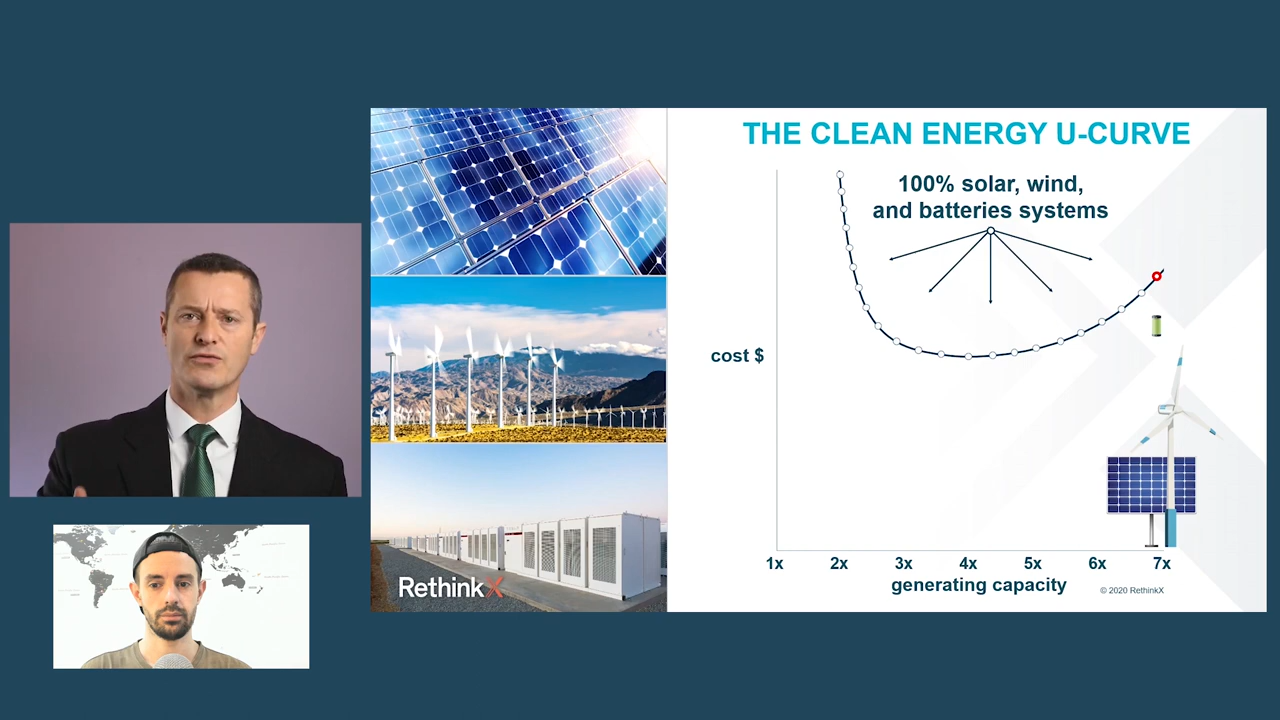 THE CLEAN ENERGY U-CURVE
100% solar, wind,
and batteries systems
cost $
1x 2x 3x 4x 5x 6x 7x
generating capacity
© 2020 RethinkX
RethinkX